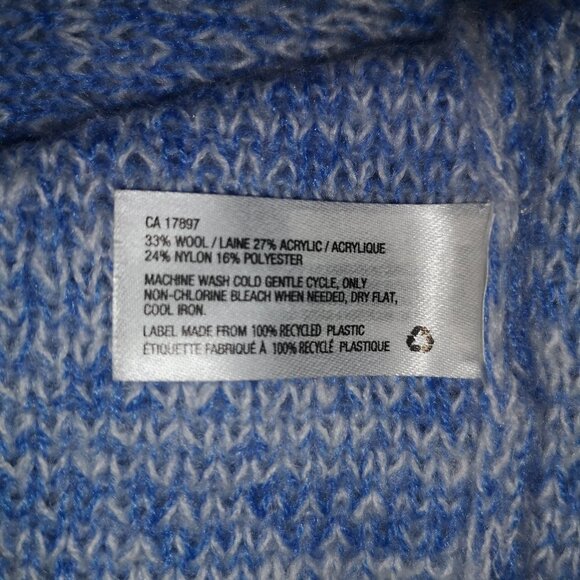 CA 17897
33% WOOL / LAINE 27% ACRYLIC / ACRYLIQUE
24% NYLON 16% POLYESTER
MACHINE WASH COLD GENTLE CYCLE, ONLY
NON-CHLORINE BLEACH WHEN NEEDED, DRY FLAT,
COOL IRON.
LABEL MADE FROM 100% RECYCLED PLASTIC
ÉTIQUETTE FABRIQUÉ À 100% RECYCLÉ PLASTIQUE